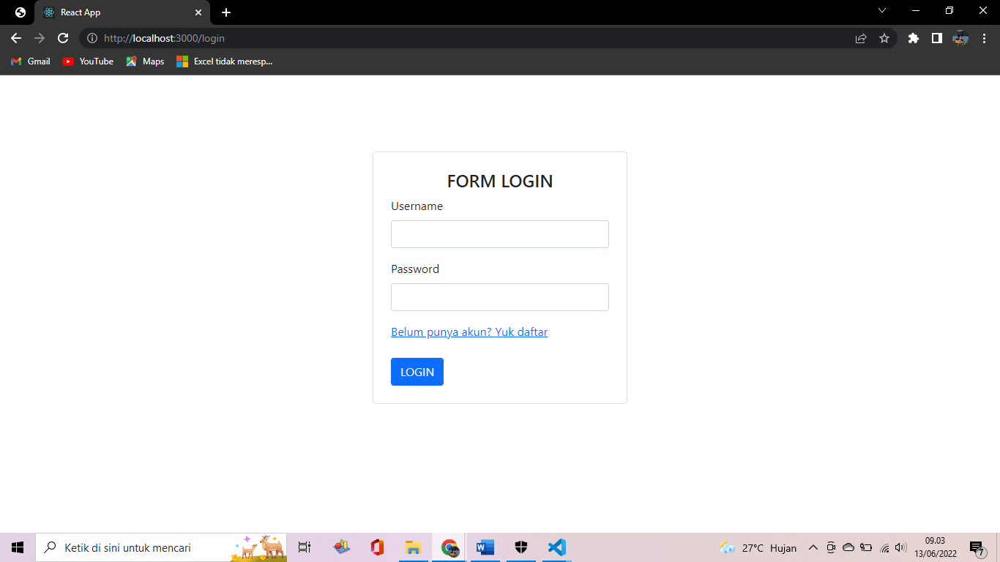 React App
http://localhost:3000/login
Gmail
YouTube
Maps
Excel tidak meresp...
FORM LOGIN
Username
Password
Belum punya akun? Yuk daftar
LOGIN
Ketik di sini untuk mencari
27°C Hujan
09.03
13/06/2022
7